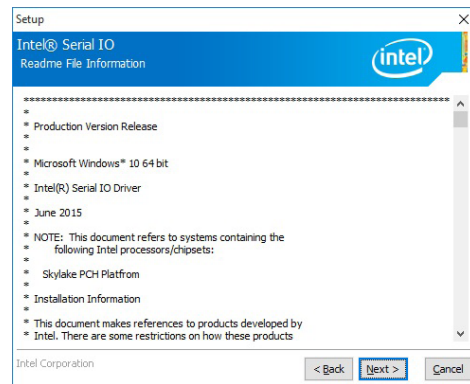 Setup
Intel® Serial IO
Readme File Information
intel
*******************************************************************************
*
* Production Version Release
*
*
* Microsoft Windows* 10 64 bit
*
* Intel(R) Serial IO Driver
*
* June 2015
*
* NOTE: This document refers to systems containing the
* following Intel processors/chipsets:
*
* Skylake PCH Platfrom
*
* Installation Information
*
* This document makes references to products developed by
* Intel. There are some restrictions on how these products
Intel Corporation
< Back
Next >
Cancel